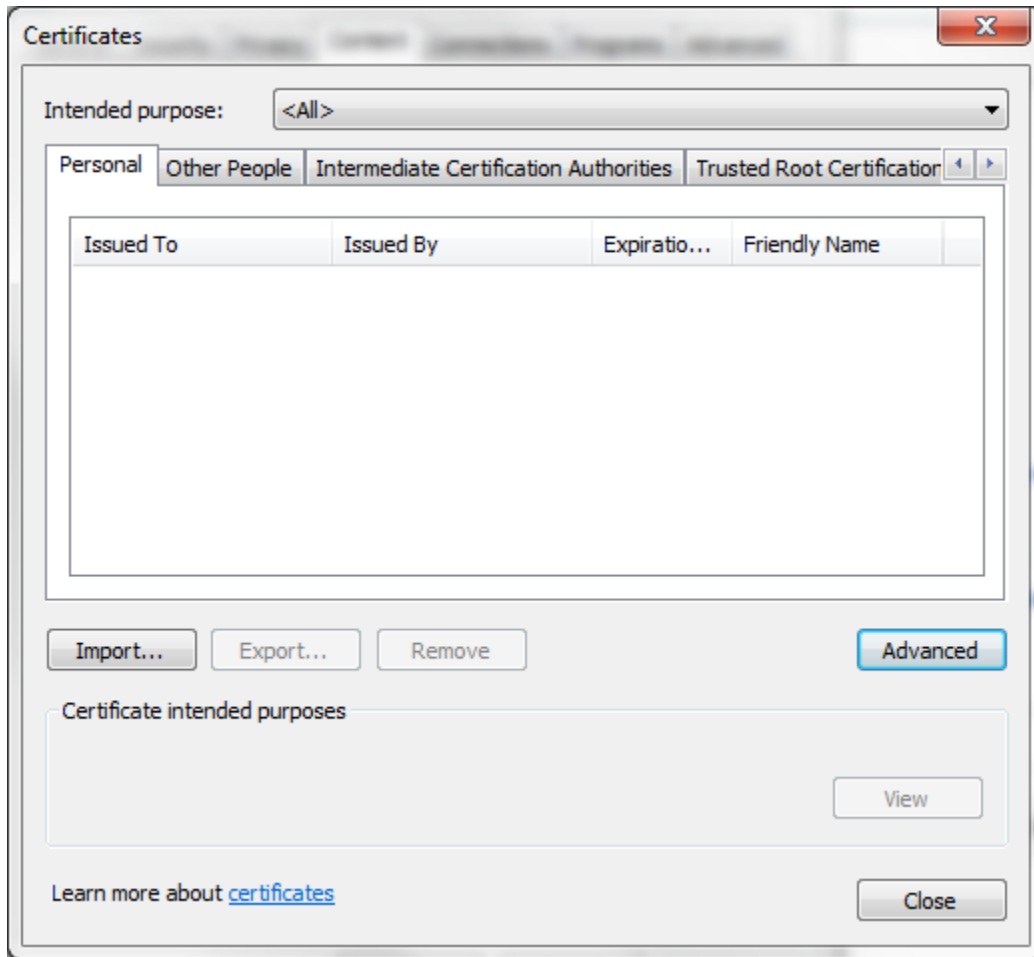 Certificates
Intended purpose: <All>
Personal Other People Intermediate Certification Authorities Trusted Root Certification
Issued To Issued By Expiratio... Friendly Name
Import... Export... Remove Advanced
Certificate intended purposes
View
Learn more about certificates
Close